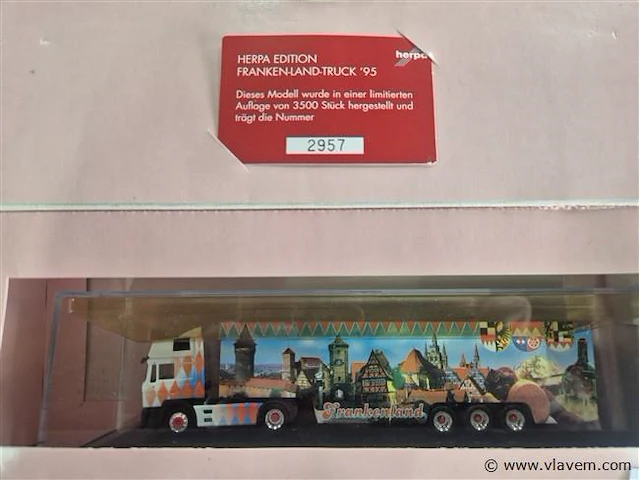 HERPA EDITION
FRANKEN-LAND-TRUCK '95
herpa
Dieses Modell wurde in einer limitierten
Auflage von 3500 Stück hergestellt und
trägt die Nummer
2957
Frankenland
© www.vlavem.com